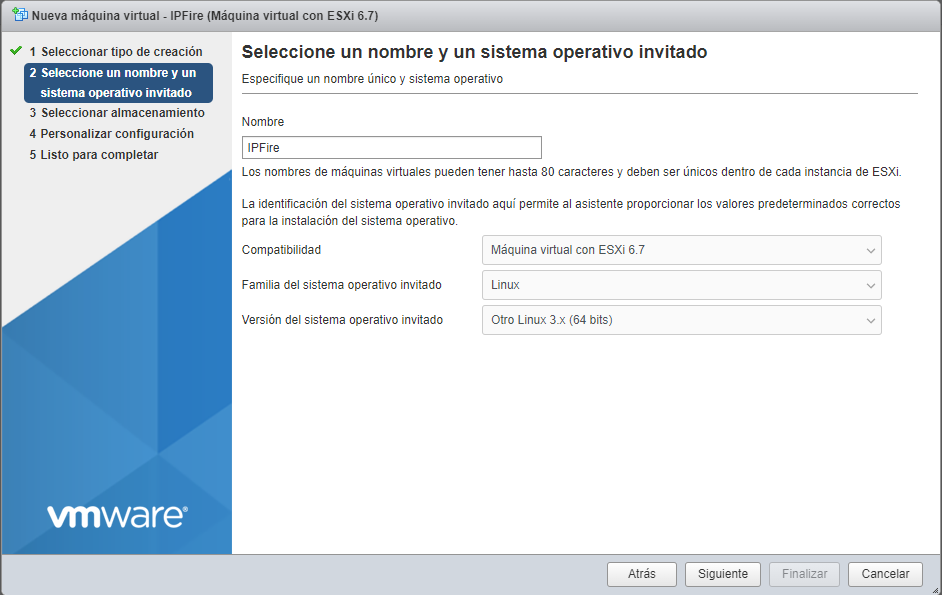 Nueva máquina virtual - IPFire (Máquina virtual con ESXi 6.7)
1 Seleccionar tipo de creación
2 Seleccione un nombre y un
sistema operativo invitado
3 Seleccionar almacenamiento
4 Personalizar configuración
5 Listo para completar
vmware®
Seleccione un nombre y un sistema operativo invitado
Especifique un nombre único y sistema operativo
Nombre
IPFire
Los nombres de máquinas virtuales pueden tener hasta 80 caracteres y deben ser únicos dentro de cada instancia de ESXi.
La identificación del sistema operativo invitado aquí permite al asistente proporcionar los valores predeterminados correctos
para la instalación del sistema operativo.
Compatibilidad Máquina virtual con ESXi 6.7
Familia del sistema operativo invitado Linux
Versión del sistema operativo invitado Otro Linux 3.x (64 bits)
Atrás Siguiente Finalizar Cancelar